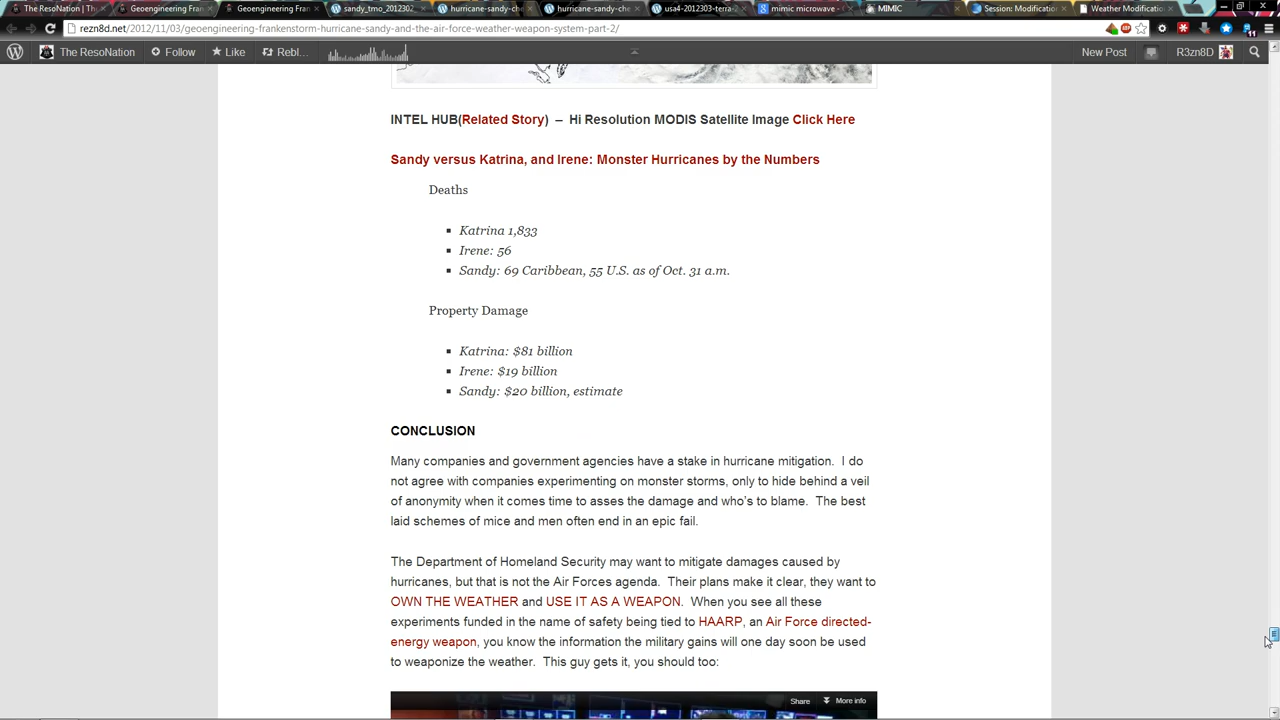 The ResoNation | The
Geoengineering Fran
Geoengineering Fran
sandy_tmo_2012302
hurricane-sandy-che
hurricane-sandy-che
usa4-2012303-terra-
mimic microwave -
MIMIC
Session: Modificatio
Weather Modificatio
rezn8d.net/2012/11/03/geoengineering-frankenstorm-hurricane-sandy-and-the-air-force-weather-weapon-system-part-2/
The ResoNation Follow Like Rebl... New Post R3znD
INTEL HUB(Related Story) – Hi Resolution MODIS Satellite Image Click Here
Sandy versus Katrina, and Irene: Monster Hurricanes by the Numbers
Deaths
Katrina 1,833
Irene: 56
Sandy: 69 Caribbean, 55 U.S. as of Oct. 31 a.m.
Property Damage
Katrina: $81 billion
Irene: $19 billion
Sandy: $20 billion, estimate
CONCLUSION
Many companies and government agencies have a stake in hurricane mitigation. I do
not agree with companies experimenting on monster storms, only to hide behind a veil
of anonymity when it comes time to asses the damage and who's to blame. The best
laid schemes of mice and men often end in an epic fail.
The Department of Homeland Security may want to mitigate damages caused by
hurricanes, but that is not the Air Forces agenda. Their plans make it clear, they want to
OWN THE WEATHER and USE IT AS A WEAPON. When you see all these
experiments funded in the name of safety being tied to HAARP, an Air Force directed-
energy weapon, you know the information the military gains will one day soon be used
to weaponize the weather. This guy gets it, you should too:
Share More info